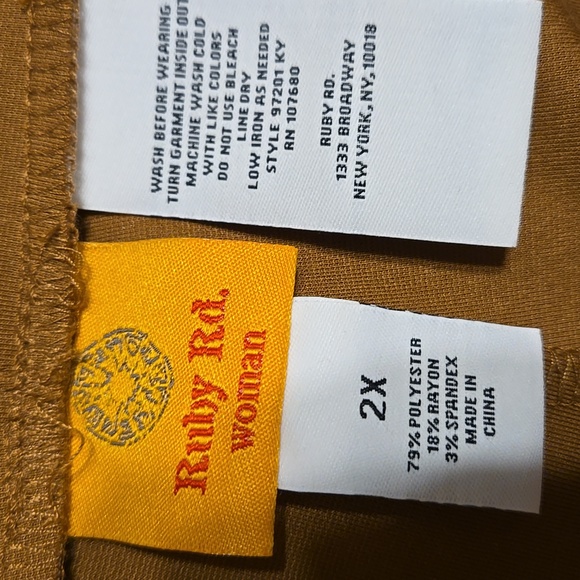 WASH BEFORE WEARING
TURN GARMENT INSIDE OUT
MACHINE WASH COLD
WITH LIKE COLORS
DO NOT USE BLEACH
LINE DRY
LOW IRON AS NEEDED
STYLE 97201KY
RN 107680
RUBY RD.
1333 BROADWAY
NEW YORK, NY, 10018
Ruby Rd.
woman
2X
79% POLYESTER
18% RAYON
3% SPANDEX
MADE IN
CHINA